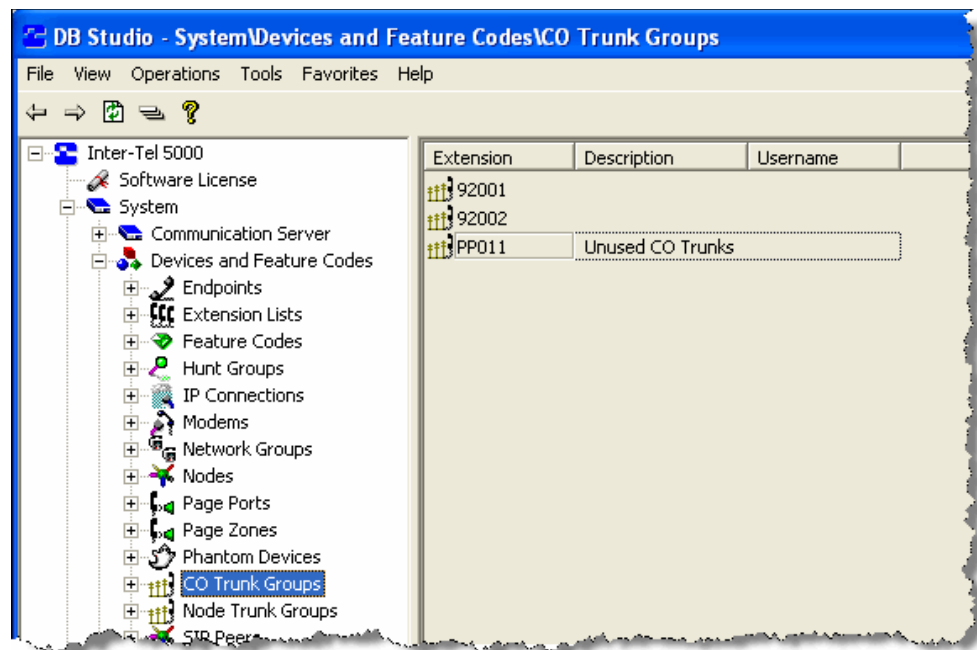 DB Studio - System\Devices and Feature Codes\CO Trunk Groups
File View Operations Tools Favorites Help
Inter-Tel 5000
Software License
System
Communication Server
Devices and Feature Codes
Endpoints
Extension Lists
Feature Codes
Hunt Groups
IP Connections
Modems
Network Groups
Nodes
Page Ports
Page Zones
Phantom Devices
CO Trunk Groups
Node Trunk Groups
SIP Peers
Extension Description Username
92001
92002
PP011 Unused CO Trunks